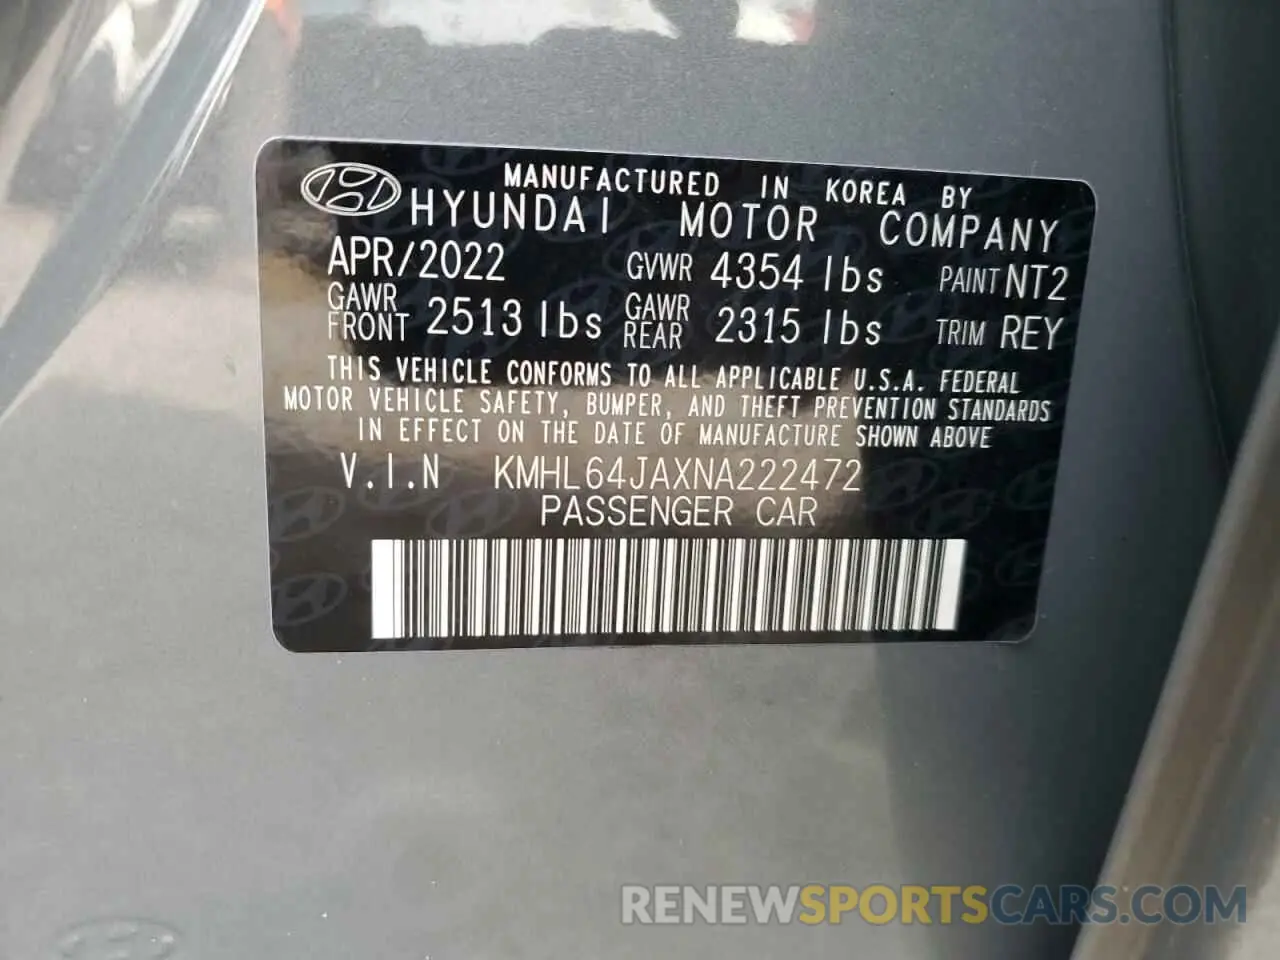 MANUFACTURED IN KOREA BY
HYUNDAI MOTOR COMPANY
APR/2022 GVWR 4354 lbs PAINT NT2
GAWR FRONT 2513 lbs GAWR REAR 2315 lbs TRIM REY
THIS VEHICLE CONFORMS TO ALL APPLICABLE U.S.A. FEDERAL
MOTOR VEHICLE SAFETY, BUMPER, AND THEFT PREVENTION STANDARDS
IN EFFECT ON THE DATE OF MANUFACTURE SHOWN ABOVE
V.I.N KMHL64JAXNA222472
PASSENGER CAR
RENEWSPORTSCARS.COM